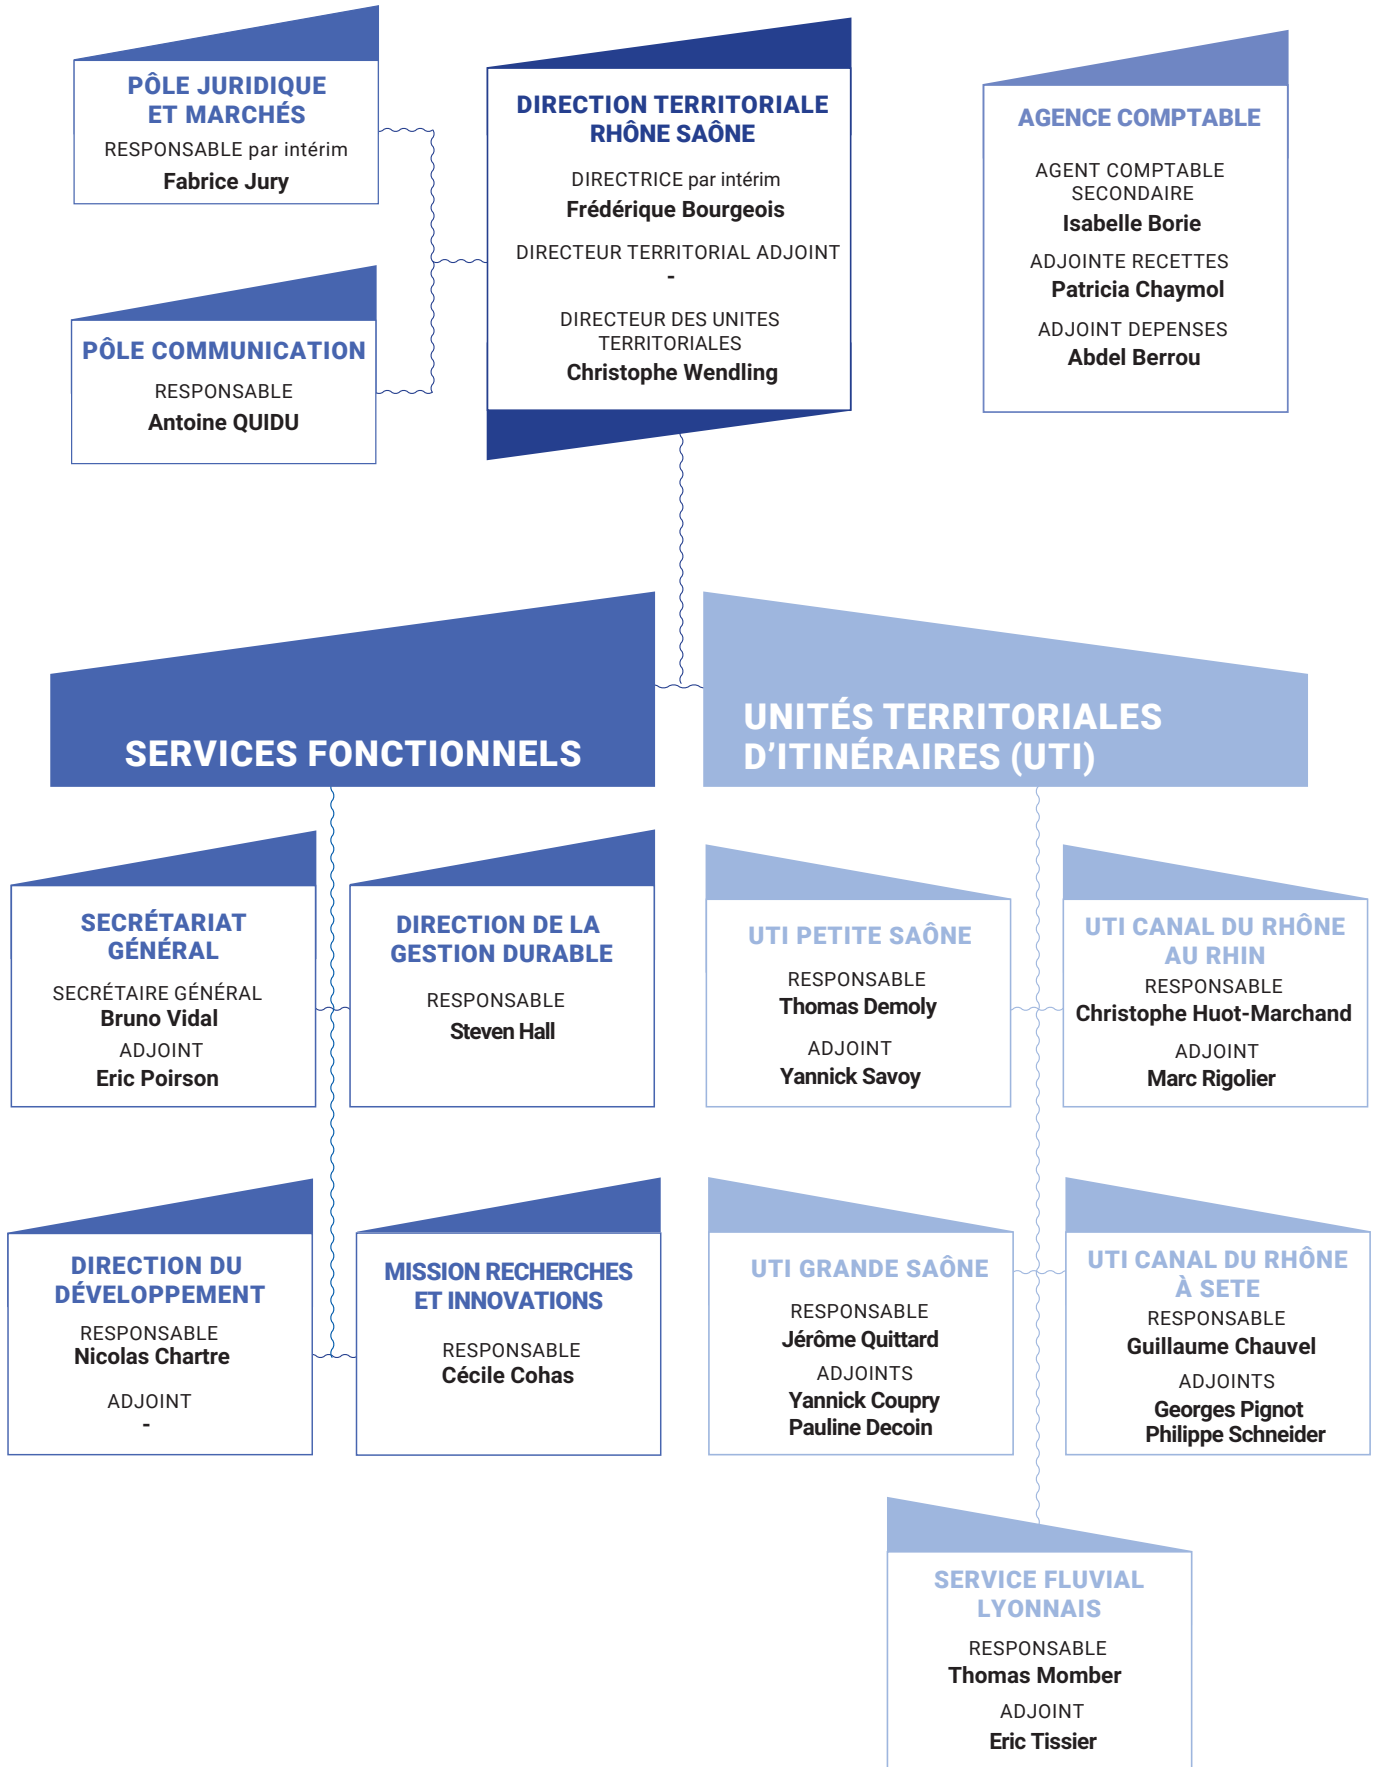 PÔLE JURIDIQUE
ET MARCHÉS
RESPONSABLE par intérim
Fabrice Jury
DIRECTION TERRITORIALE
RHÔNE SAÔNE
DIRECTRICE par intérim
Frédérique Bourgeois
DIRECTEUR TERRITORIAL ADJOINT
-
DIRECTEUR DES UNITES
TERRITORIALES
Christophe Wendling
AGENCE COMPTABLE
AGENT COMPTABLE
SECONDAIRE
Isabelle Borie
ADJOINTE RECETTES
Patricia Chaymol
ADJOINT DEPENSES
Abdel Berrou
PÔLE COMMUNICATION
RESPONSABLE
Antoine QUIDU
SERVICES FONCTIONNELS
UNITÉS TERRITORIALES
D’ITINÉRAIRES (UTI)
SECRÉTARIAT
GÉNÉRAL
SECRÉTAIRE GÉNÉRAL
Bruno Vidal
ADJOINT
Eric Poirson
DIRECTION DE LA
GESTION DURABLE
RESPONSABLE
Steven Hall
UTI PETITE SAÔNE
RESPONSABLE
Thomas Demoly
ADJOINT
Yannick Savoy
UTI CANAL DU RHÔNE
AU RHIN
RESPONSABLE
Christophe Huot-Marchand
ADJOINT
Marc Rigolier
DIRECTION DU
DÉVELOPPEMENT
RESPONSABLE
Nicolas Chartre
ADJOINT
-
MISSION RECHERCHES
ET INNOVATIONS
RESPONSABLE
Cécile Cohas
UTI GRANDE SAÔNE
RESPONSABLE
Jérôme Quittard
ADJOINTS
Yannick Coupry
Pauline Decoin
UTI CANAL DU RHÔNE
À SETE
RESPONSABLE
Guillaume Chauvel
ADJOINTS
Georges Pignot
Philippe Schneider
SERVICE FLUVIAL
LYONNAIS
RESPONSABLE
Thomas Momber
ADJOINT
Eric Tissier